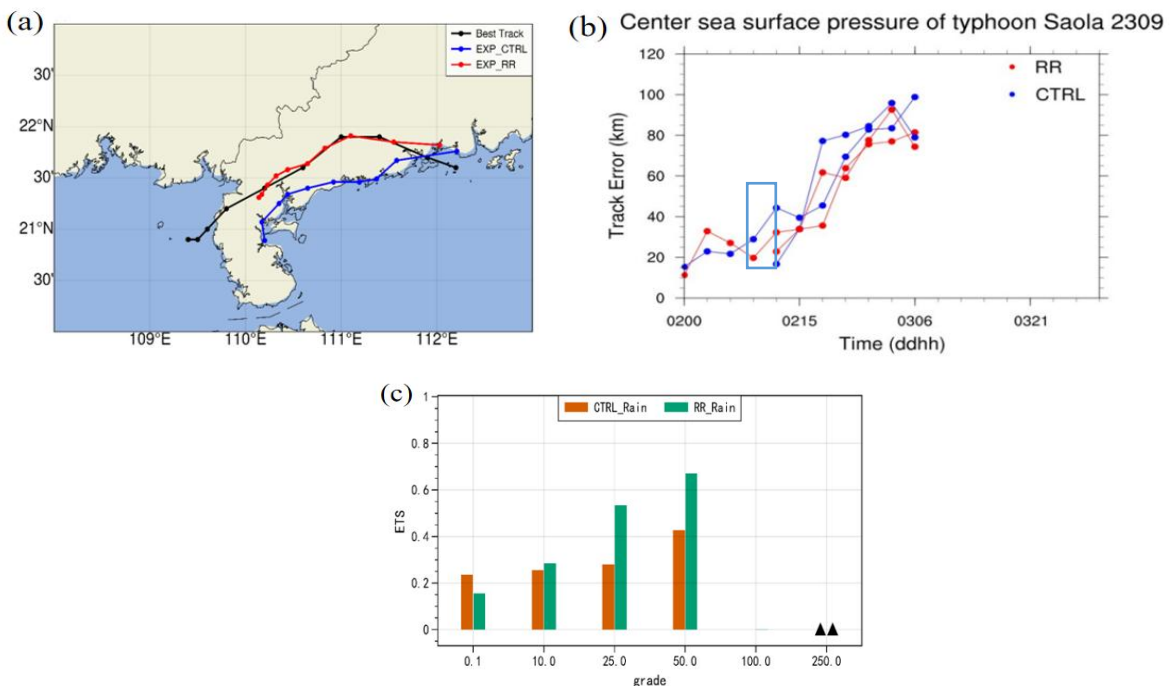 (a)
Best Track
EXP_CTRL
EXP_RR
30'
22°N
30'
21°N
30'
109°E
110°E
111°E
112°E
(b)
Center sea surface pressure of typhoon Saola 2309
RR
CTRL
Track Error (km)
120
100
80
60
40
20
0
0200
0215
0306
0321
Time (ddhh)
(c)
CTRL_Rain
RR_Rain
ETS
1
0.8
0.6
0.4
0.2
0
0.1
10.0
25.0
50.0
100.0
250.0
grade